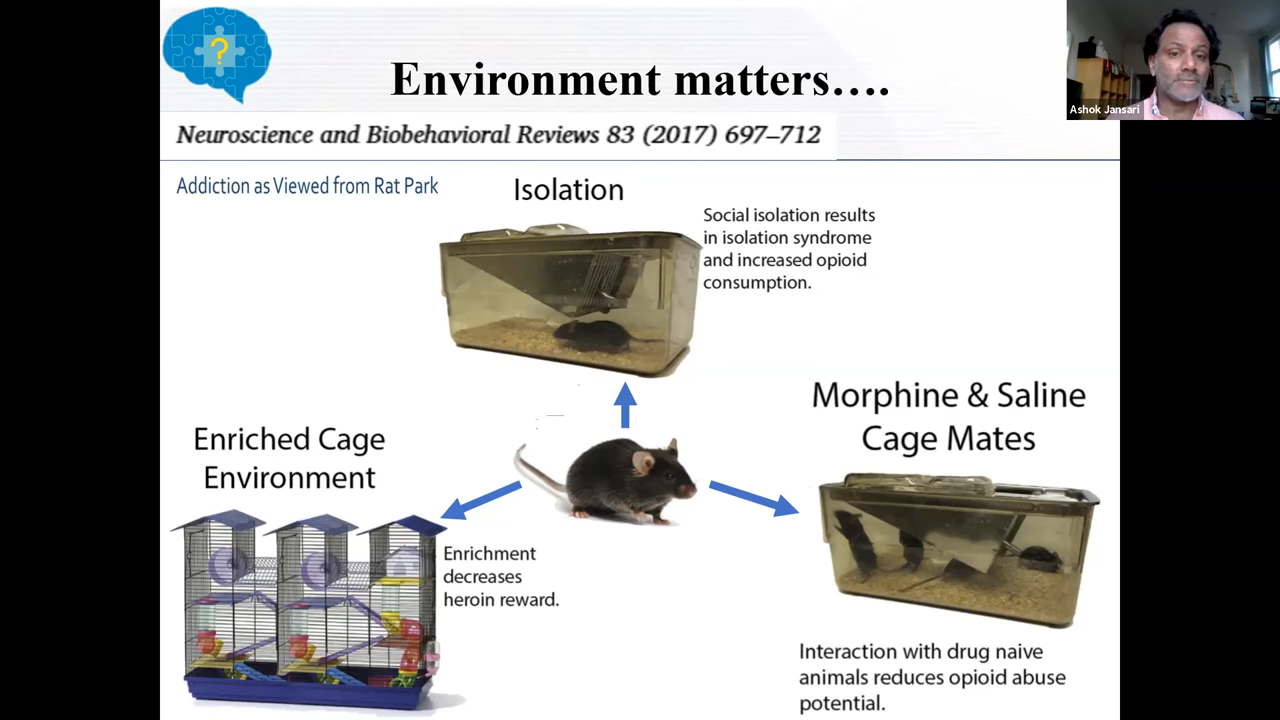 ?
Environment matters….
Ashok Jansari
Neuroscience and Biobehavioral Reviews 83 (2017) 697–712
Addiction as Viewed from Rat Park
Isolation
Social isolation results
in isolation syndrome
and increased opioid
consumption.
Enriched Cage
Environment
Enrichment
decreases
heroin reward.
Morphine & Saline
Cage Mates
Interaction with drug naive
animals reduces opioid abuse
potential.